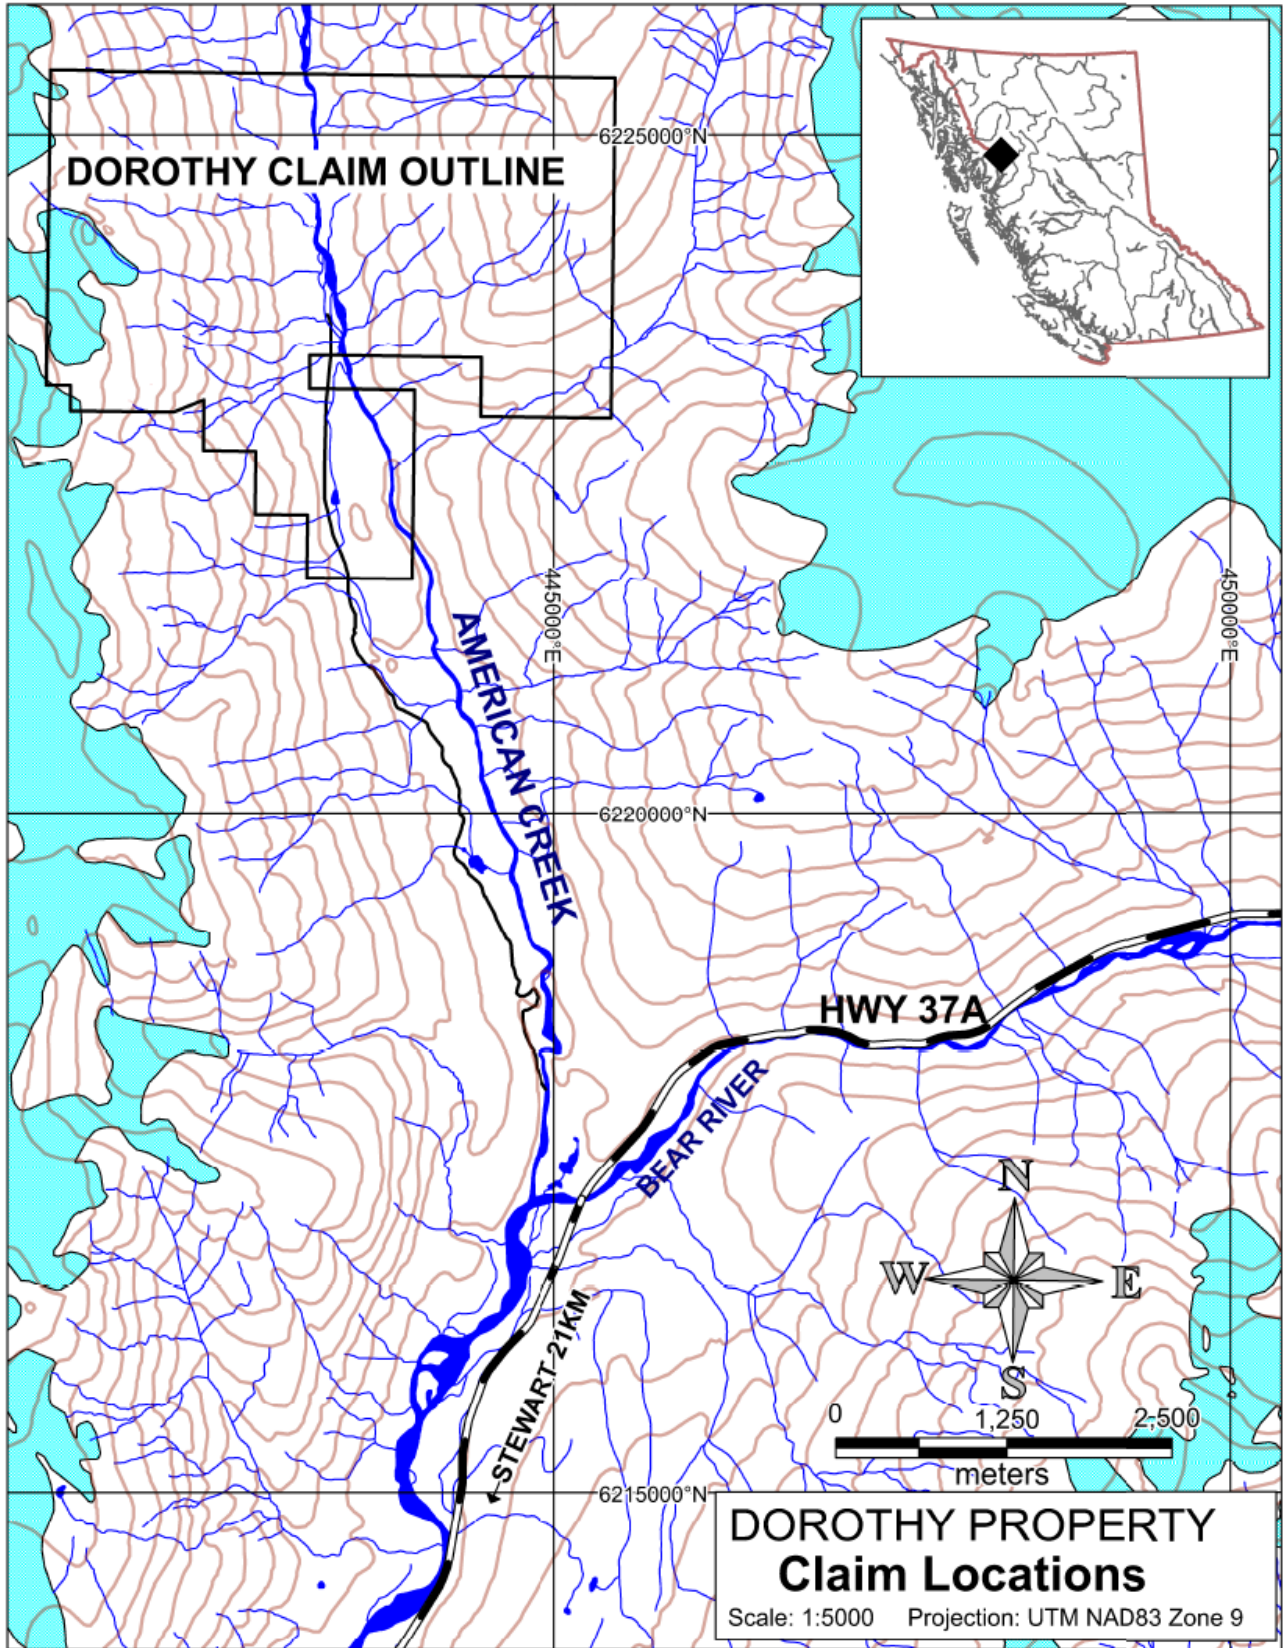 6225000°N
DOROTHY CLAIM OUTLINE
445000°E
450000°E
AMERICAN CREEK
6220000°N
HWY 37A
BEAR RIVER
N
W
E
S
STEWART 21KM
0
1,250
2,500
meters
6215000°N
DOROTHY PROPERTY
Claim Locations
Scale: 1:5000 Projection: UTM NAD83 Zone 9